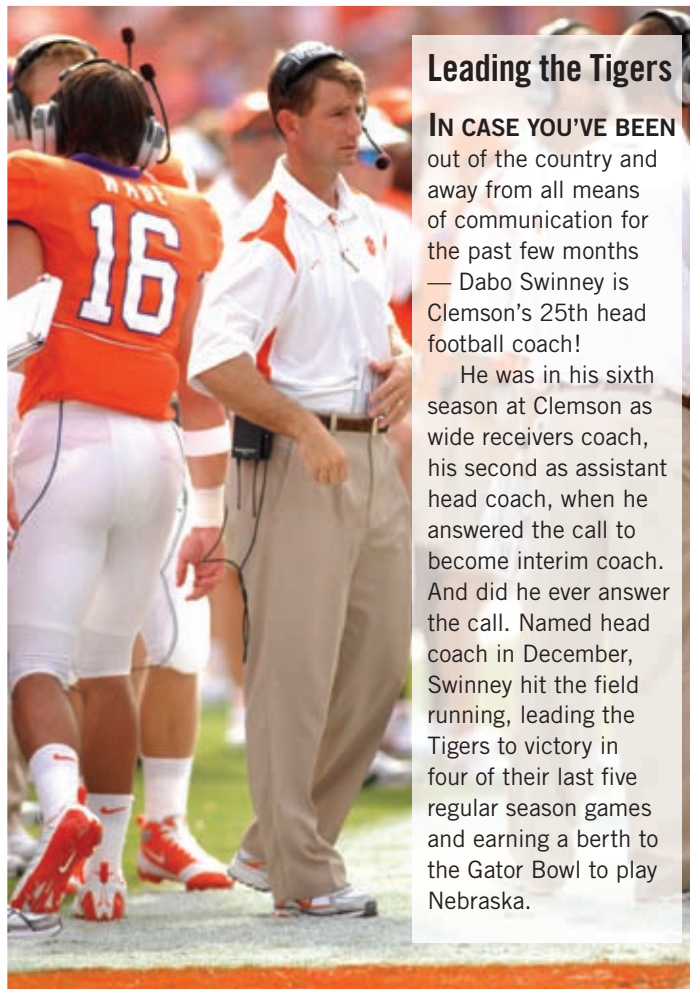 Leading the Tigers
IN CASE YOU'VE BEEN
out of the country and
away from all means
of communication for
the past few months
— Dabo Swinney is
Clemson's 25th head
football coach!
He was in his sixth
season at Clemson as
wide receivers coach,
his second as assistant
head coach, when he
answered the call to
become interim coach.
And did he ever answer
the call. Named head
coach in December,
Swinney hit the field
running, leading the
Tigers to victory in
four of their last five
regular season games
and earning a berth to
the Gator Bowl to play
Nebraska.
16